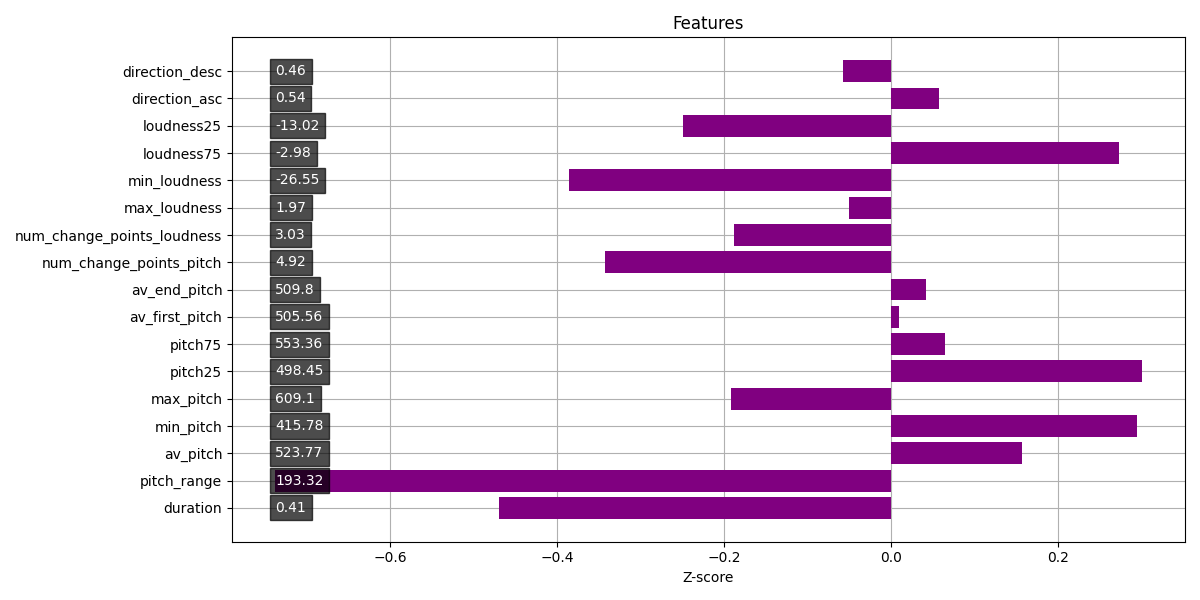 Features
direction_desc 0.46
direction_asc 0.54
loudness25 -13.02
loudness75 -2.98
min_loudness -26.55
max_loudness 1.97
num_change_points_loudness 3.03
num_change_points_pitch 4.92
av_end_pitch 509.8
av_first_pitch 505.56
pitch75 553.36
pitch25 498.45
max_pitch 609.1
min_pitch 415.78
av_pitch 523.77
pitch_range 193.32
duration 0.41
−0.6 −0.4 −0.2 0.0 0.2
Z-score